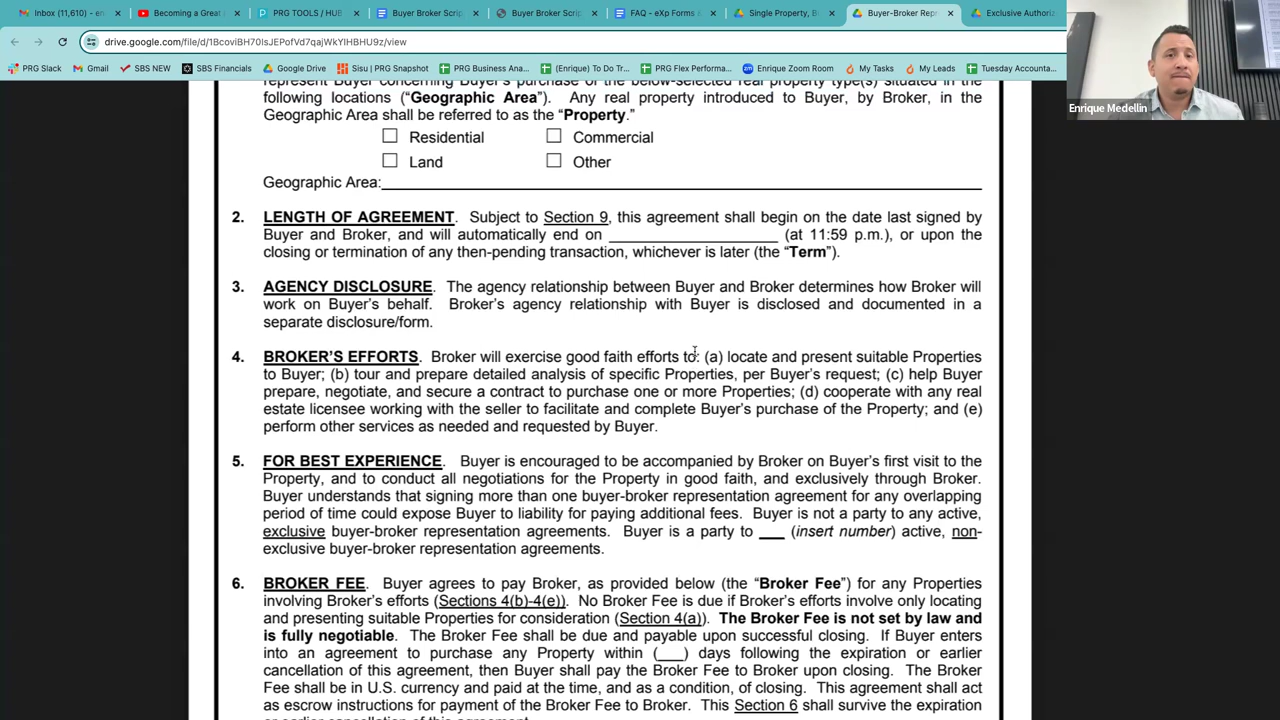 Inbox (11,610) - en
Becoming a Great
PRG TOOLS / HUB
Buyer Broker Scrip
Buyer Broker Scrip
FAQ - eXp Forms &
Single Property, B
Buyer-Broker Rep
Exclusive Authoriz
drive.google.com/file/d/1BcoviBH70IsJEPofVd7qajWkYIHBHU9z/view
PRG Slack
Gmail
SBS NEW
SBS Financials
Google Drive
Sisu | PRG Snapshot
PRG Business Ana...
(Enrique) To Do Tr...
PRG Flex Performa...
Enrique Zoom Room
My Tasks
My Leads
Tuesday Accounta...
Enrique Medellin
represent Buyer concerning Buyer's purchase of the below-selected real property type(s) situated in the
following locations ("Geographic Area"). Any real property introduced to Buyer, by Broker, in the
Geographic Area shall be referred to as the "Property."
Residential Commercial
Land Other
Geographic Area:
2. LENGTH OF AGREEMENT. Subject to Section 9, this agreement shall begin on the date last signed by
Buyer and Broker, and will automatically end on ____________________ (at 11:59 p.m.), or upon the
closing or termination of any then-pending transaction, whichever is later (the "Term").
3. AGENCY DISCLOSURE. The agency relationship between Buyer and Broker determines how Broker will
work on Buyer's behalf. Broker's agency relationship with Buyer is disclosed and documented in a
separate disclosure/form.
4. BROKER'S EFFORTS. Broker will exercise good faith efforts to: (a) locate and present suitable Properties
to Buyer; (b) tour and prepare detailed analysis of specific Properties, per Buyer's request; (c) help Buyer
prepare, negotiate, and secure a contract to purchase one or more Properties; (d) cooperate with any real
estate licensee working with the seller to facilitate and complete Buyer's purchase of the Property; and (e)
perform other services as needed and requested by Buyer.
5. FOR BEST EXPERIENCE. Buyer is encouraged to be accompanied by Broker on Buyer's first visit to the
Property, and to conduct all negotiations for the Property in good faith, and exclusively through Broker.
Buyer understands that signing more than one buyer-broker representation agreement for any overlapping
period of time could expose Buyer to liability for paying additional fees. Buyer is not a party to any active,
exclusive buyer-broker representation agreements. Buyer is a party to ___ (insert number) active, non-
exclusive buyer-broker representation agreements.
6. BROKER FEE. Buyer agrees to pay Broker, as provided below (the "Broker Fee") for any Properties
involving Broker's efforts (Sections 4(b)-4(e)). No Broker Fee is due if Broker's efforts involve only locating
and presenting suitable Properties for consideration (Section 4(a)). The Broker Fee is not set by law and
is fully negotiable. The Broker Fee shall be due and payable upon successful closing. If Buyer enters
into an agreement to purchase any Property within (___) days following the expiration or earlier
cancellation of this agreement, then Buyer shall pay the Broker Fee to Broker upon closing. The Broker
Fee shall be in U.S. currency and paid at the time, and as a condition, of closing. This agreement shall act
as escrow instructions for payment of the Broker Fee to Broker. This Section 6 shall survive the expiration
or earlier cancellation of this agreement.